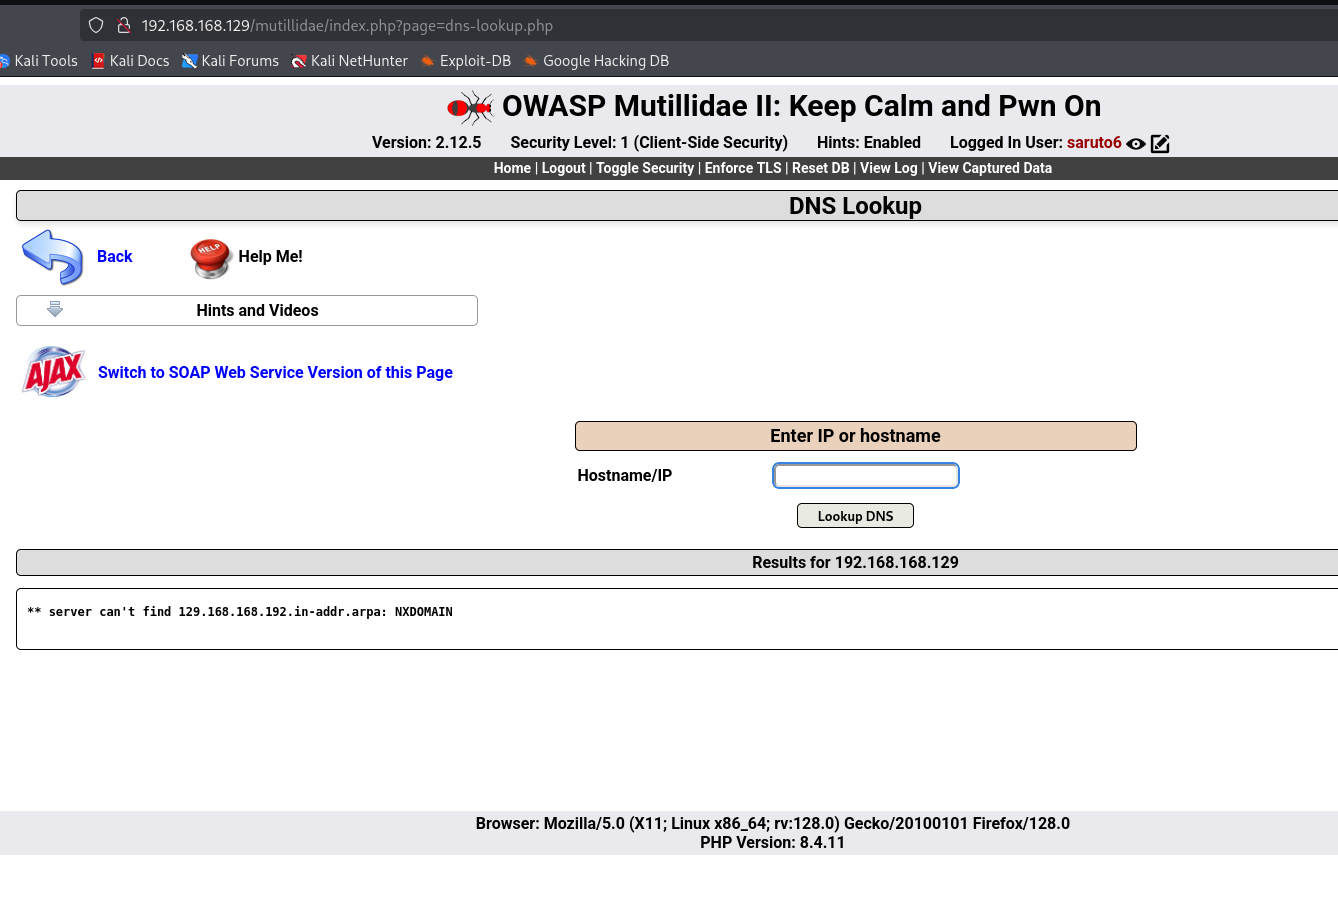 192.168.168.129/mutillidae/index.php?page=dns-lookup.php
Kali Tools Kali Docs Kali Forums Kali NetHunter Exploit-DB Google Hacking DB
OWASP Mutillidae II: Keep Calm and Pwn On
Version: 2.12.5 Security Level: 1 (Client-Side Security) Hints: Enabled Logged In User: saruto6
Home | Logout | Toggle Security | Enforce TLS | Reset DB | View Log | View Captured Data
DNS Lookup
Back HELP Help Me!
Hints and Videos
AJAX Switch to SOAP Web Service Version of this Page
Enter IP or hostname
Hostname/IP
Lookup DNS
Results for 192.168.168.129
** server can't find 129.168.168.192.in-addr.arpa: NXDOMAIN
Browser: Mozilla/5.0 (X11; Linux x86_64; rv:128.0) Gecko/20100101 Firefox/128.0
PHP Version: 8.4.11